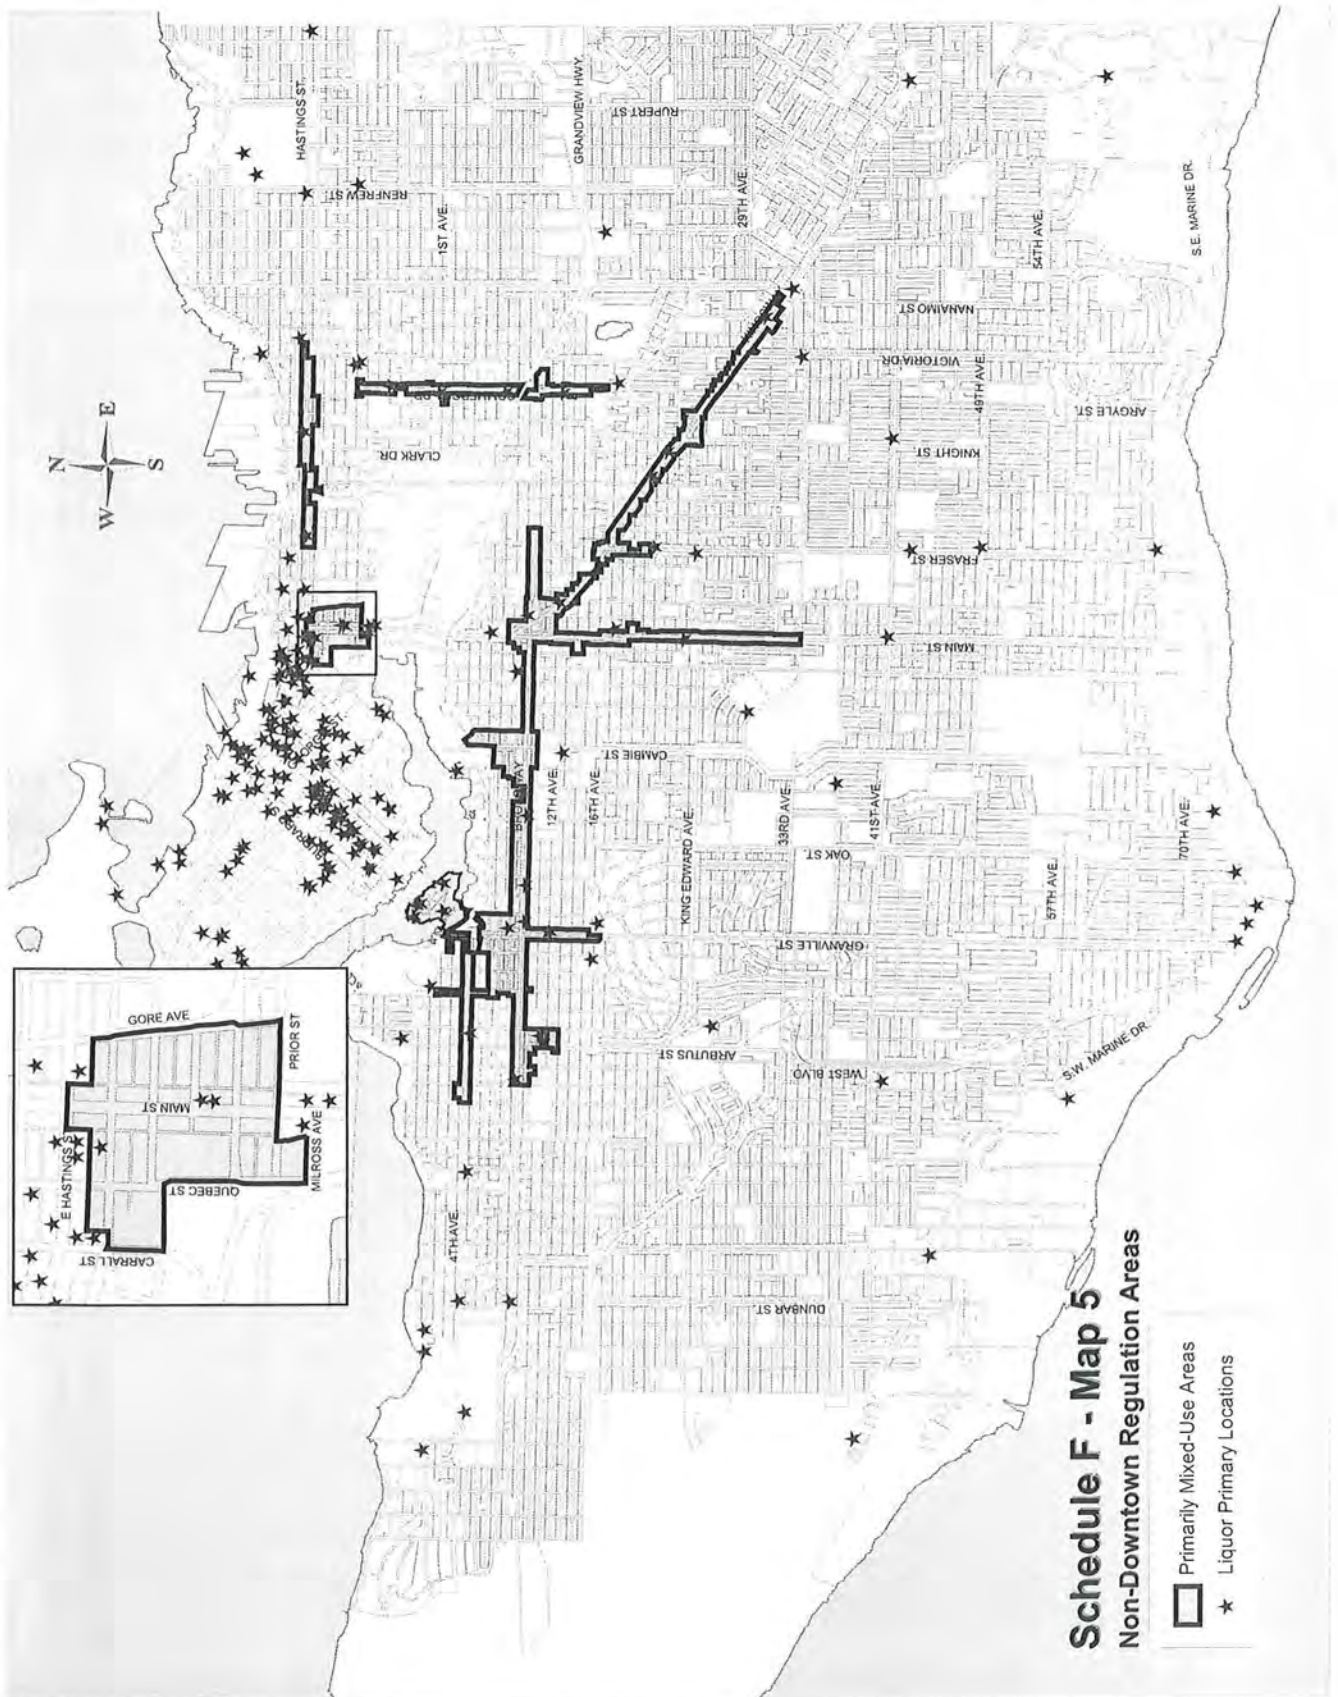 Schedule F - Map 5
Non-Downtown Regulation Areas
Primarily Mixed-Use Areas
Liquor Primary Locations
N
W
E
S
GORE AVE
PRIOR ST
MAIN ST
MILROSS AVE
E HASTINGS
QUEBEC ST
CARRALL ST
HASTINGS ST.
RENFREW ST.
1ST AVE.
GRANDVIEW HWY.
RUPERT ST.
29TH AVE.
54TH AVE.
S.E. MARINE DR.
NANAIMO ST.
VICTORIA DR.
49TH AVE.
ARGYLE ST.
CLARK DR.
KNIGHT ST.
FRASER ST.
MAIN ST.
CAMBIE ST.
12TH AVE.
16TH AVE.
KING EDWARD AVE.
33RD AVE.
OAK ST.
41ST AVE.
57TH AVE.
70TH AVE.
GRANVILLE ST.
ARBUTUS ST.
WEST BLVD
S.W. MARINE DR.
4TH AVE.
DUNBAR ST.